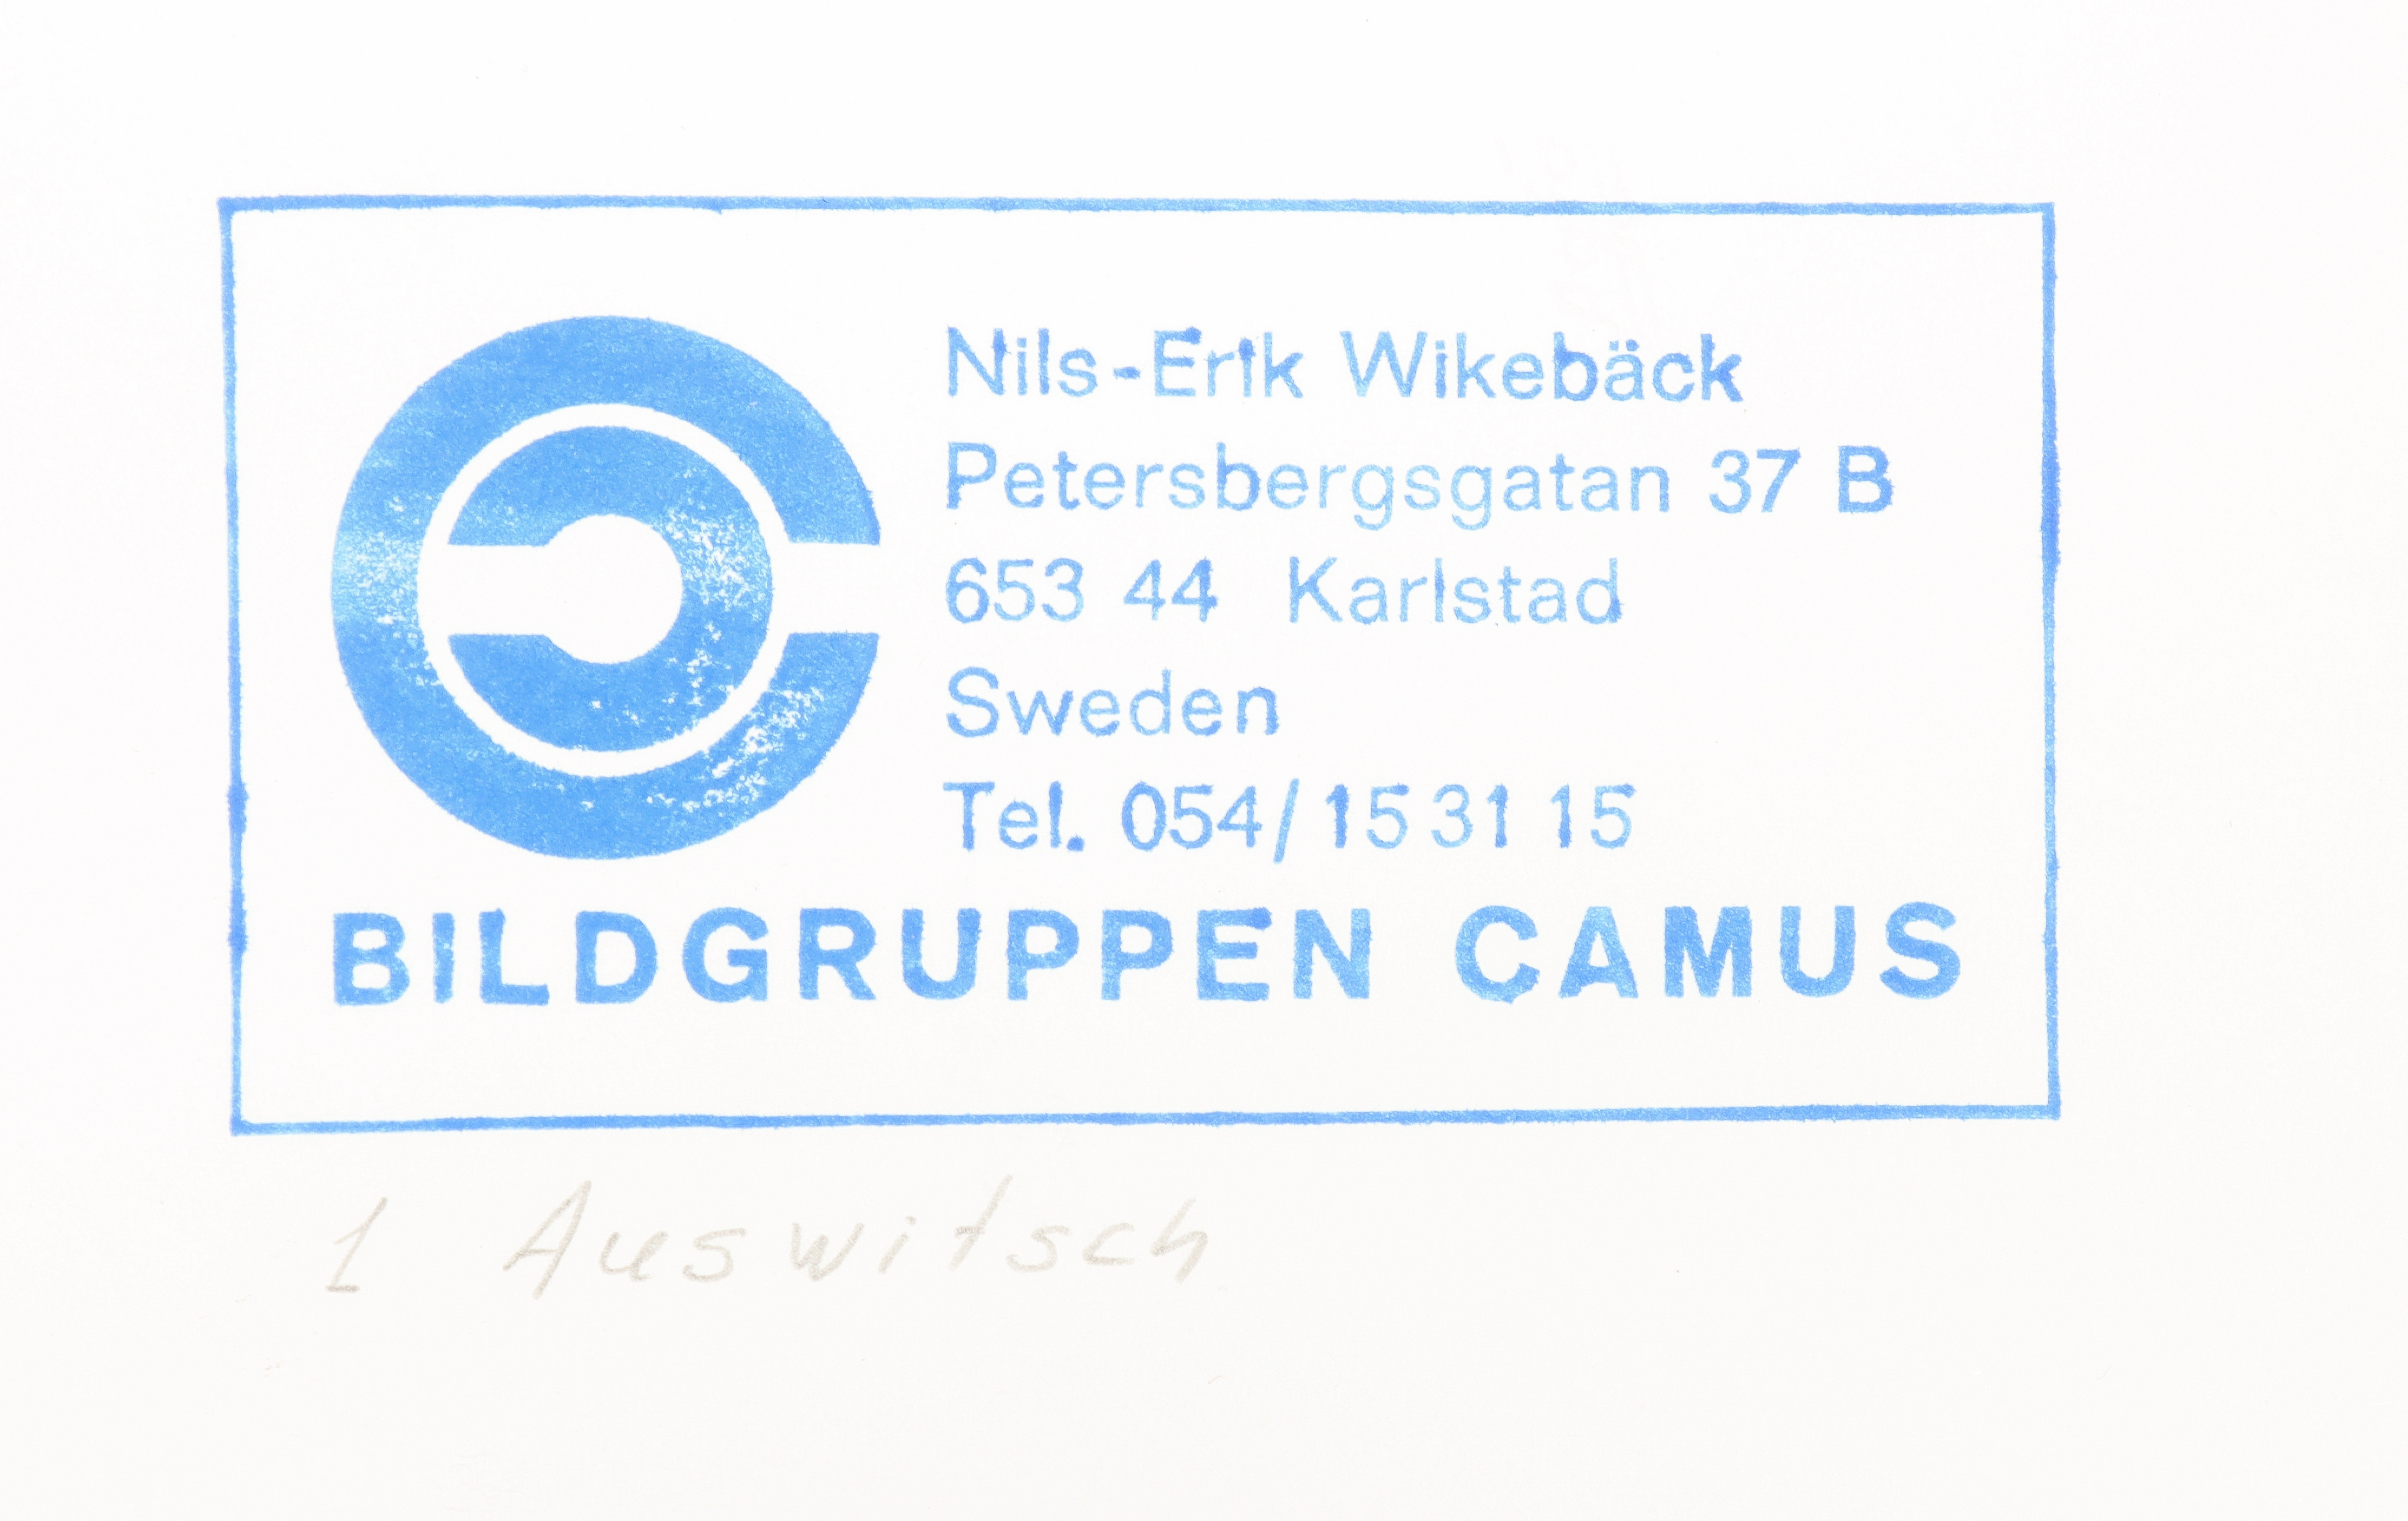 Nils-Erik Wikebäck
Petersbergsgatan 37 B
653 44 Karlstad
Sweden
Tel. 054/15 31 15
BILDGRUPPEN CAMUS
1 Auswitsch